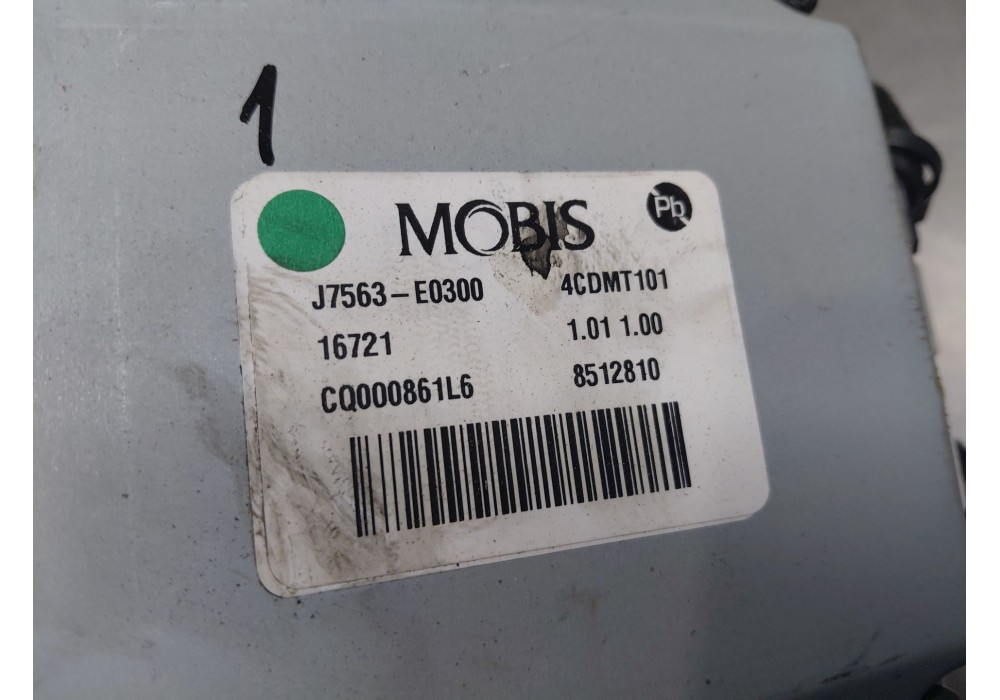 1
MOBIS
Pb
J7563-E0300 4CDMT101
16721 1.01 1.00
CQ000861L6 8512810